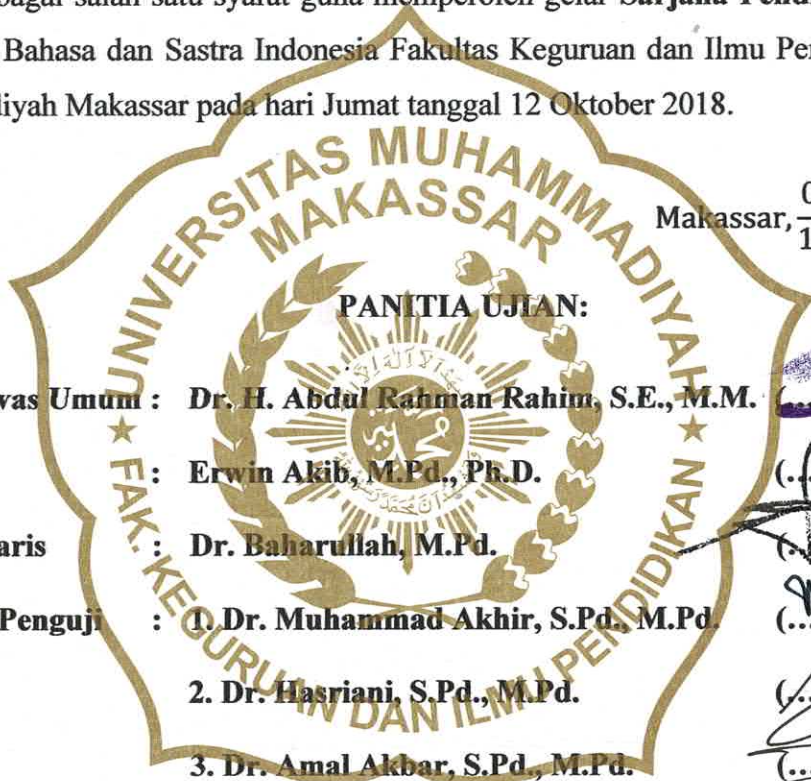 bagai salah satu syarat guna memperoleh gelar Sarjana Pendi
Bahasa dan Sastra Indonesia Fakultas Keguruan dan Ilmu Per
diyah Makassar pada hari Jumat tanggal 12 Oktober 2018.
Makassar,
UNIVERSITAS MUHAMMADIYAH
MAKASSAR
PANITIA UJIAN:
was Umum : Dr. H. Abdul Rahman Rahim, S.E., M.M. (...
: Erwin Akib, M.Pd., Ph.D. (...
aris : Dr. Baharullah, M.Pd. (...
Penguji : 1. Dr. Muhammad Akhir, S.Pd., M.Pd. (...
2. Dr. Hasriani, S.Pd., M.Pd. (...
3. Dr. Amal Akbar, S.Pd., M.Pd. (...
★ FAK. KEGURUAN DAN ILMU PENDIDIKAN ★